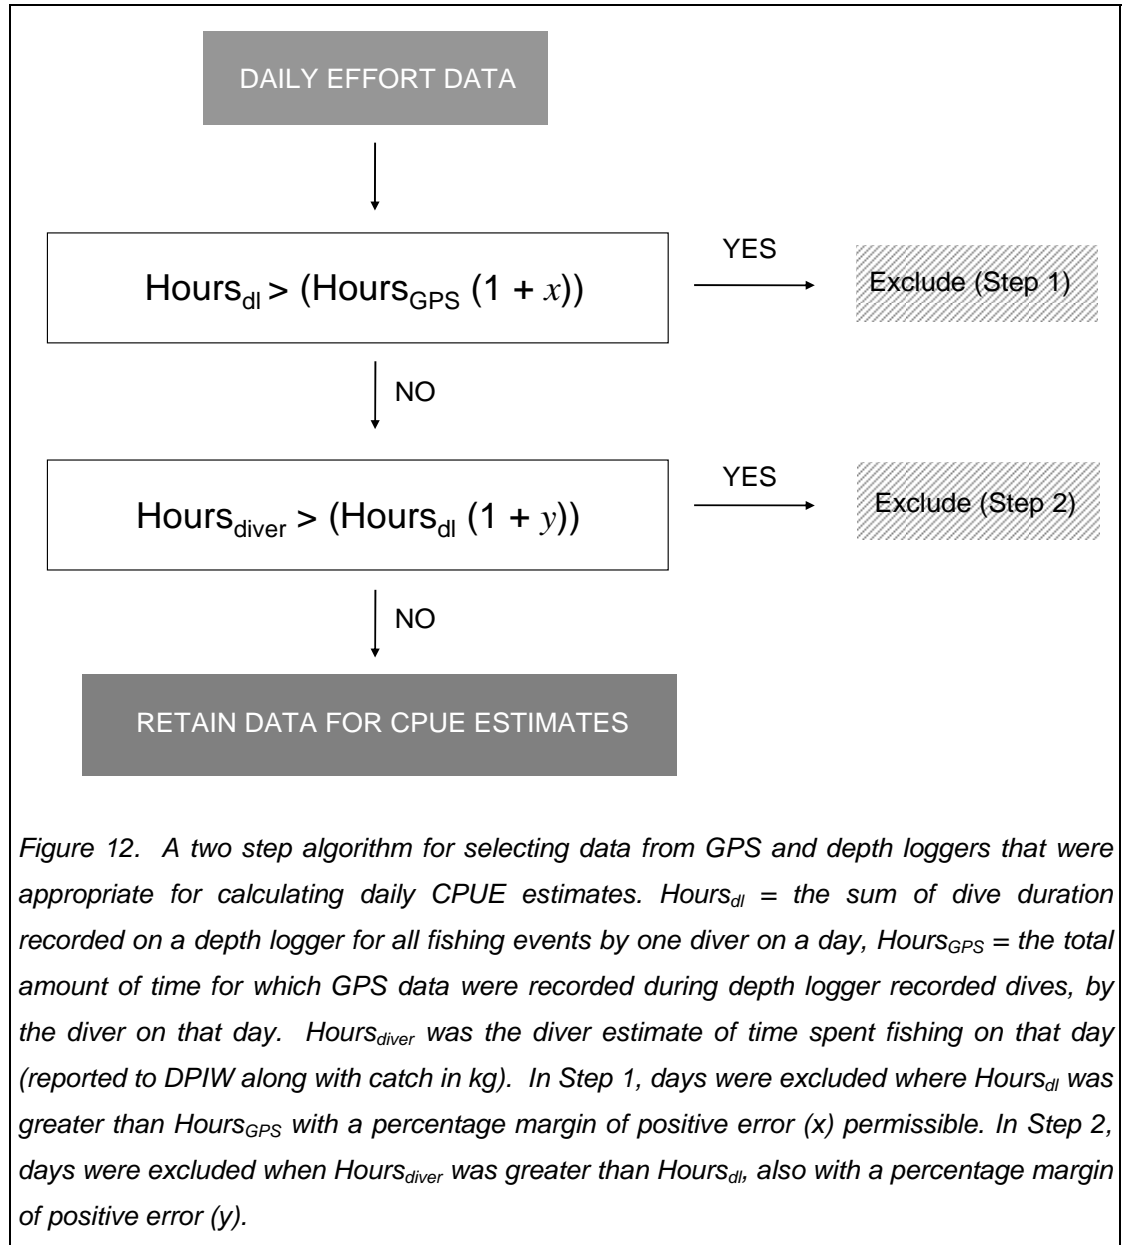 DAILY EFFORT DATA
Hours_dl > (Hours_GPS (1 + x))
YES
Exclude (Step 1)
NO
Hours_diver > (Hours_dl (1 + y))
YES
Exclude (Step 2)
NO
RETAIN DATA FOR CPUE ESTIMATES
Figure 12. A two step algorithm for selecting data from GPS and depth loggers that were
appropriate for calculating daily CPUE estimates. Hours_dl = the sum of dive duration
recorded on a depth logger for all fishing events by one diver on a day, Hours_GPS = the total
amount of time for which GPS data were recorded during depth logger recorded dives, by
the diver on that day. Hours_diver was the diver estimate of time spent fishing on that day
(reported to DPIW along with catch in kg). In Step 1, days were excluded where Hours_dl was
greater than Hours_GPS with a percentage margin of positive error (x) permissible. In Step 2,
days were excluded when Hours_diver was greater than Hours_dl, also with a percentage margin
of positive error (y).